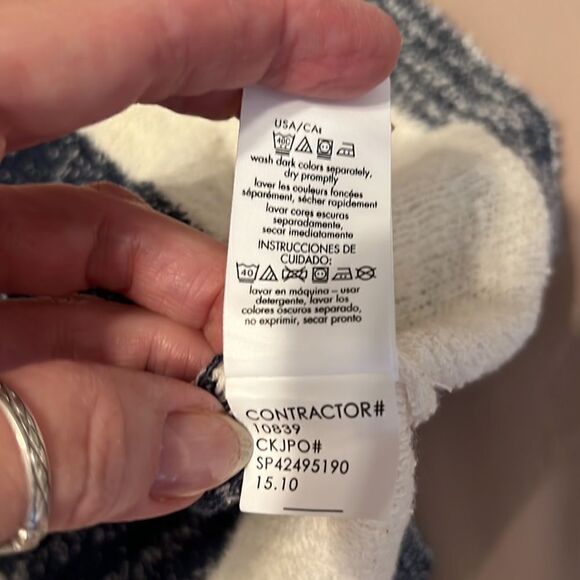 USA/CA:
40C
wash dark colors separately,
dry promptly
laver les couleurs foncées
séparément, sécher rapidement
lavar cores escuras
separadamente,
secar imediatamente
INSTRUCCIONES DE
CUIDADO:
40
lavar en máquina – usar
detergente, lavar los
colores oscuros separado,
no exprimir, secar pronto
CONTRACTOR#
10839
CKJPO#
SP42495190
15.10